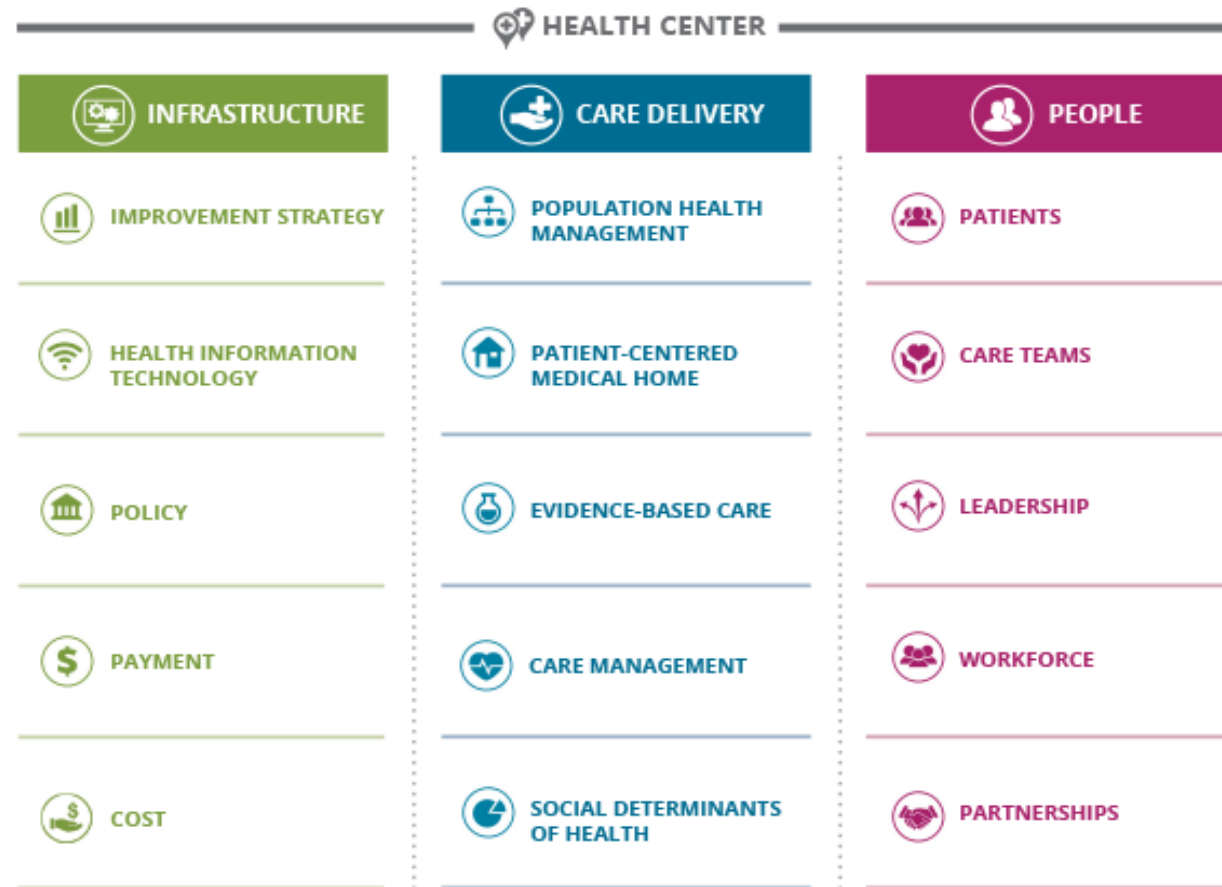 HEALTH CENTER
INFRASTRUCTURE
IMPROVEMENT STRATEGY
HEALTH INFORMATION
TECHNOLOGY
POLICY
PAYMENT
COST
CARE DELIVERY
POPULATION HEALTH
MANAGEMENT
PATIENT-CENTERED
MEDICAL HOME
EVIDENCE-BASED CARE
CARE MANAGEMENT
SOCIAL DETERMINANTS
OF HEALTH
PEOPLE
PATIENTS
CARE TEAMS
LEADERSHIP
WORKFORCE
PARTNERSHIPS